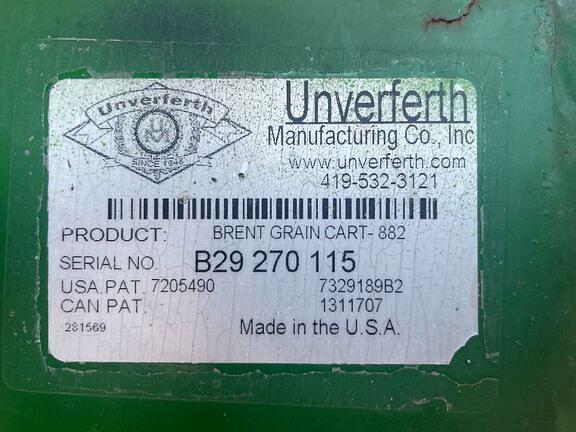 Unverferth
SINCE 1948
Unverferth
Manufacturing Co., Inc
www.unverferth.com
419-532-3121
PRODUCT: BRENT GRAIN CART- 882
SERIAL NO. B29 270 115
USA PAT. 7205490 7329189B2
CAN PAT. 1311707
281569 Made in the U.S.A.